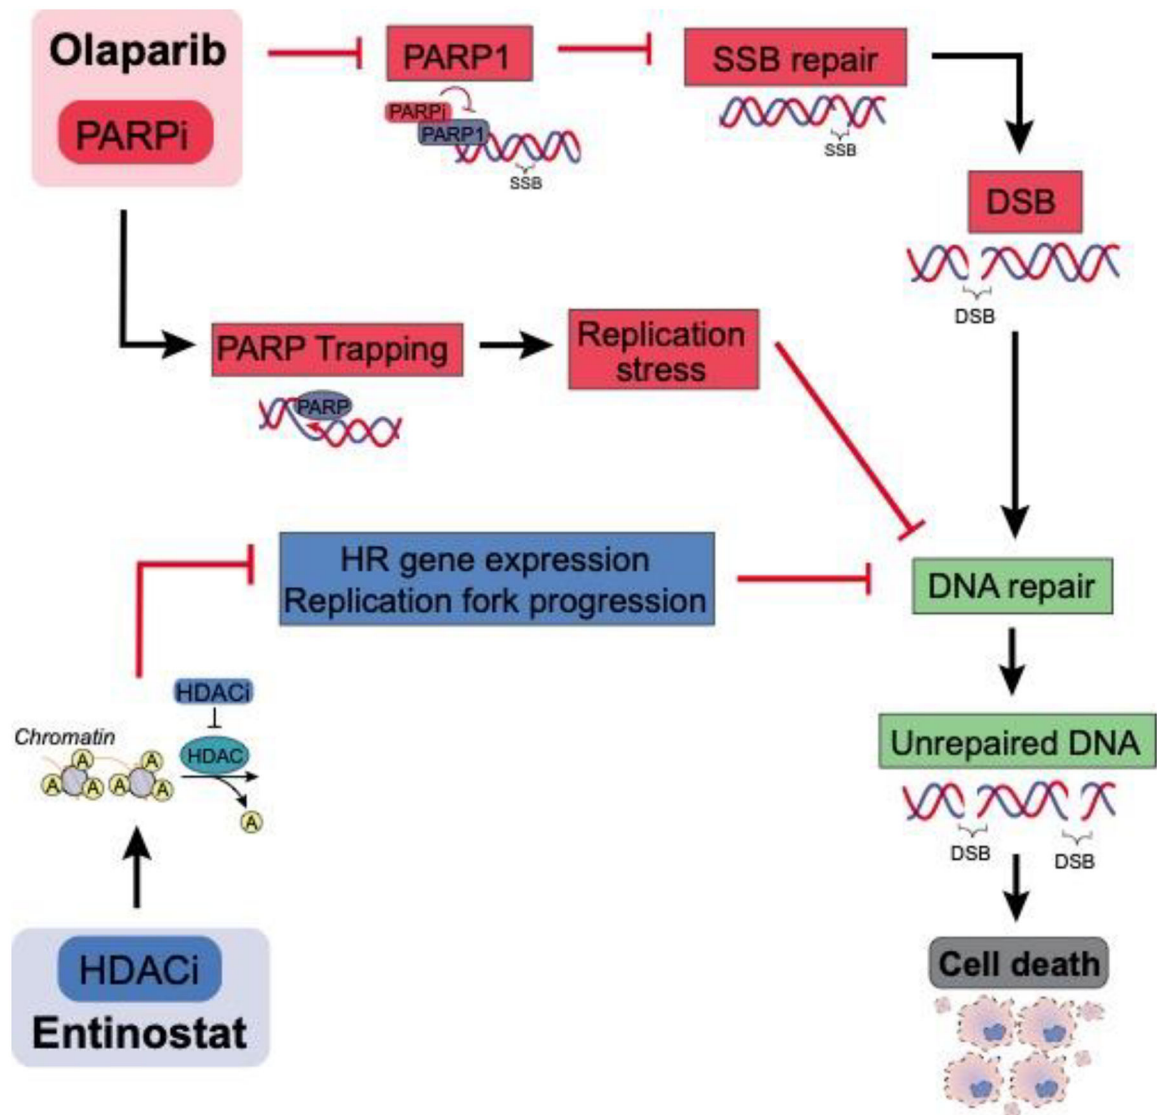 Olaparib
PARPi
PARP1
PARPi
PARP1
SSB
SSB repair
SSB
DSB
DSB
PARP Trapping
PARP
Replication
stress
HR gene expression
Replication fork progression
DNA repair
HDACi
HDAC
Chromatin
A
A
A
A
A
A
A
Unrepaired DNA
DSB
DSB
HDACi
Entinostat
Cell death